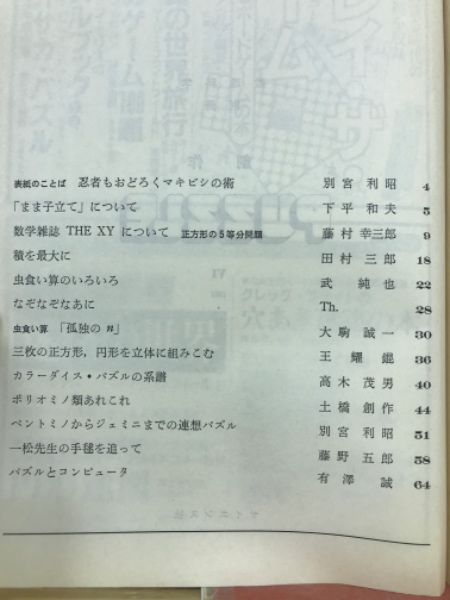 表紙のことば 忍者もおどろくマキビシの術 別宮利昭 4
「まま子立て」について 下平和夫 5
数学雑誌 THE XY について 正方形の5等分問題 藤村幸三郎 9
積を最大に 田村三郎 18
虫食い算のいろいろ 武純也 22
なぞなぞなあに Th. 28
虫食い算 「孤独の」 大駒誠一 30
三枚の正方形，円形を立体に組みこむ 王耀錕 36
カラーダイス・パズルの系譜 高木茂男 40
ポリオミノ類あれこれ 土橋創作 44
ペントミノからジェミニまでの連想パズル 別宮利昭 51
一松先生の手毬を追って 藤野五郎 58
パズルとコンピュータ 有澤誠 64